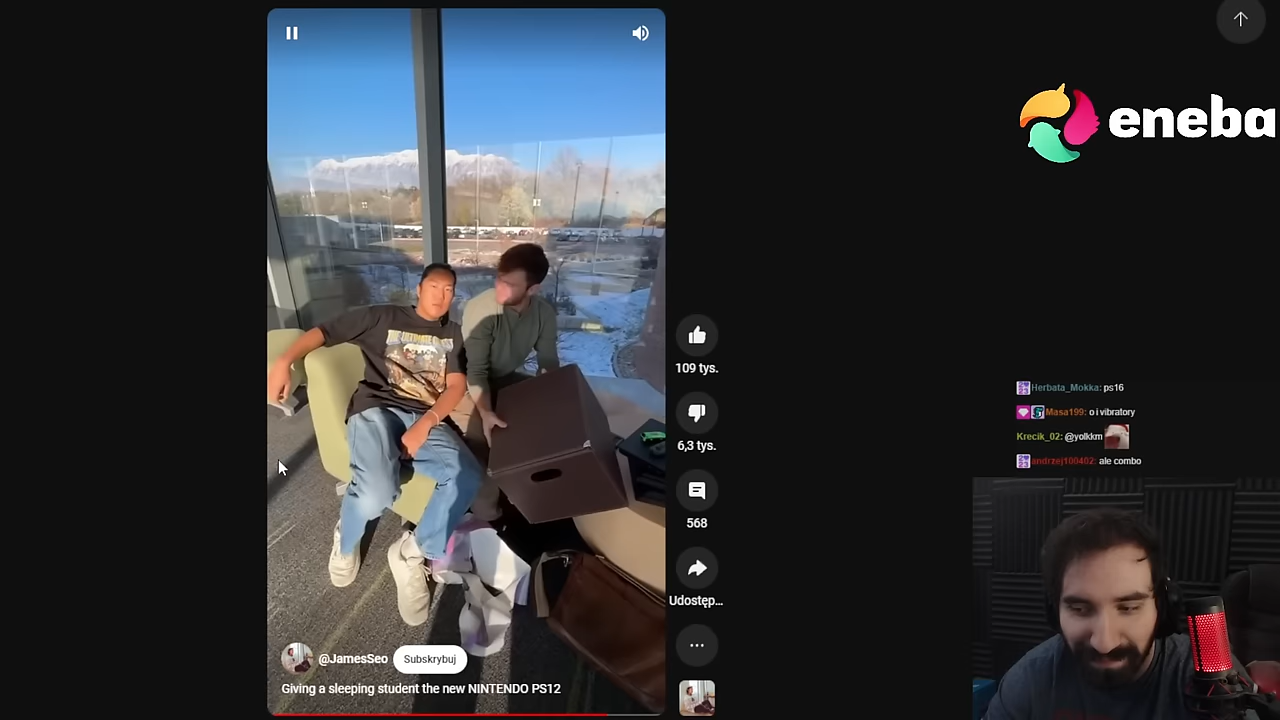 eneba
109 tys.
6,3 tys.
568
Udostęp...
Herbata_Mokka: ps16
Masa199: o i vibratory
Krecik_02: @yolkkm
andrzej100402: ale combo
@JamesSeo
Subskrybuj
Giving a sleeping student the new NINTENDO PS12